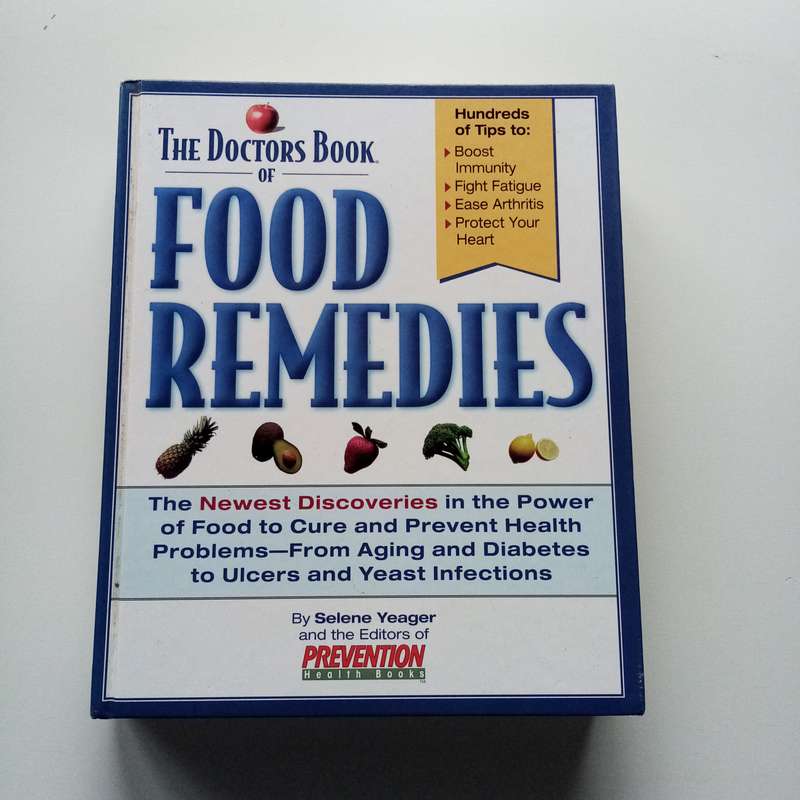 THE DOCTORS BOOK
OF
FOOD
REMEDIES
Hundreds
of Tips to:
Boost
Immunity
Fight Fatigue
Ease Arthritis
Protect Your
Heart
The Newest Discoveries in the Power
of Food to Cure and Prevent Health
Problems—From Aging and Diabetes
to Ulcers and Yeast Infections
By Selene Yeager
and the Editors of
PREVENTION
Health Books